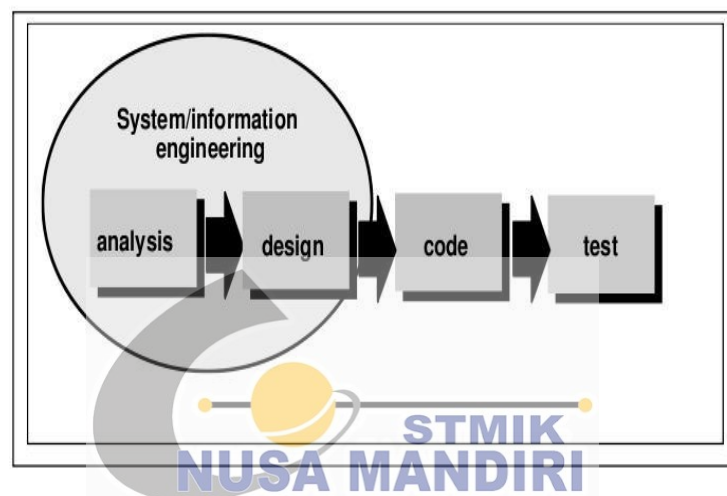 System/information
engineering
analysis design code test
STMIK
NUSA MANDIRI